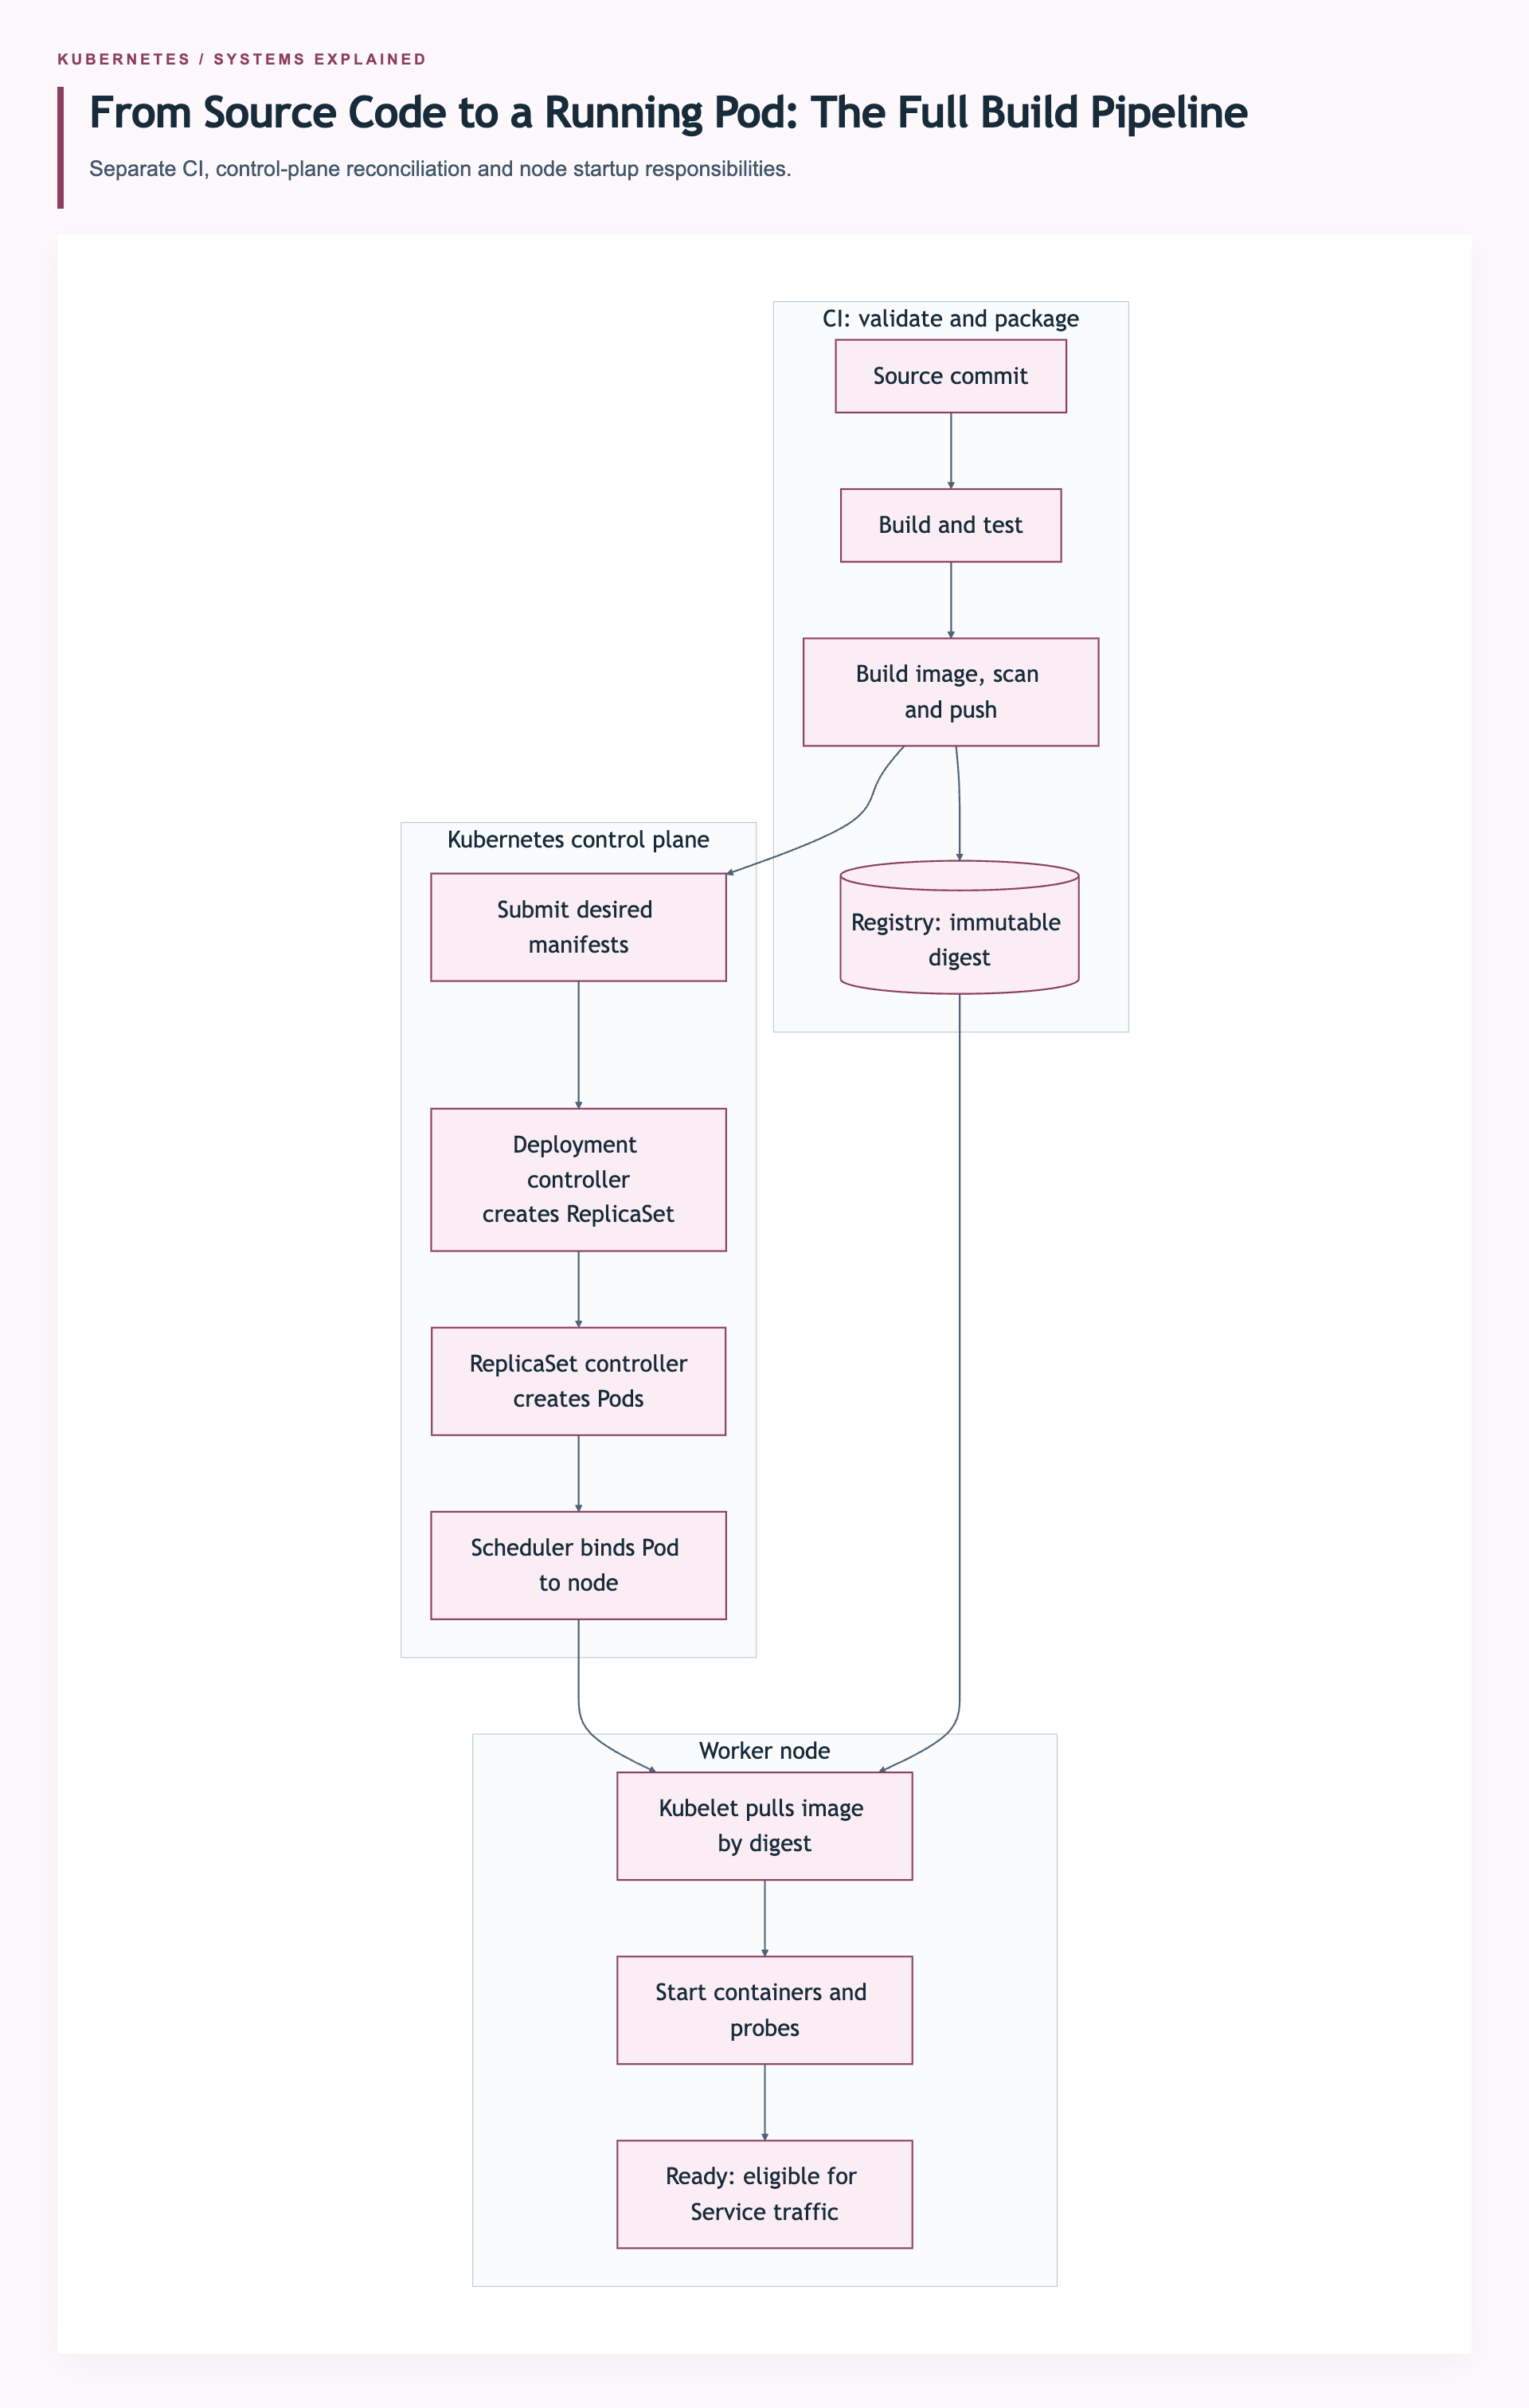 KUBERNETES / SYSTEMS EXPLAINED
From Source Code to a Running Pod: The Full Build Pipeline
Separate CI, control-plane reconciliation and node startup responsibilities.
CI: validate and package
Source commit
Build and test
Build image, scan
and push
Registry: immutable
digest
Kubernetes control plane
Submit desired
manifests
Deployment
controller
creates ReplicaSet
ReplicaSet controller
creates Pods
Scheduler binds Pod
to node
Worker node
Kubelet pulls image
by digest
Start containers and
probes
Ready: eligible for
Service traffic